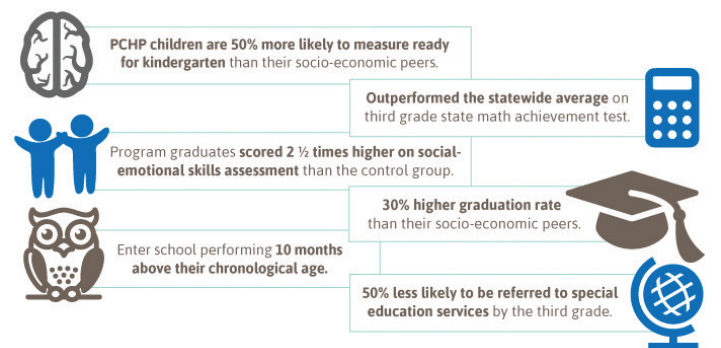 PCHP children are 50% more likely to measure ready
for kindergarten than their socio-economic peers.
Outperformed the statewide average on
third grade state math achievement test.
Program graduates scored 2 ½ times higher on social-
emotional skills assessment than the control group.
30% higher graduation rate
than their socio-economic peers.
Enter school performing 10 months
above their chronological age.
50% less likely to be referred to special
education services by the third grade.